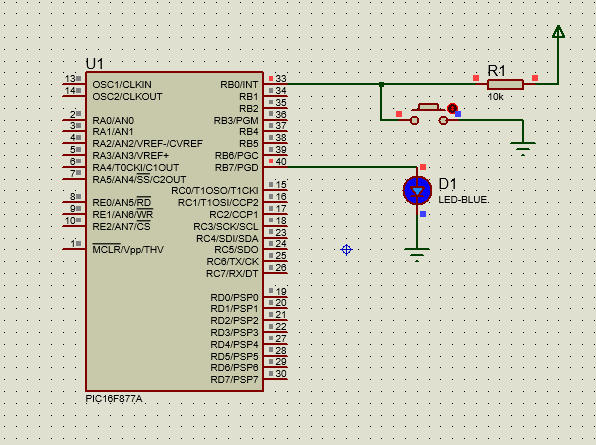 U1
13 OSC1/CLKIN RB0/INT 33
14 OSC2/CLKOUT RB1 34
RB2 35
2 RA0/AN0 RB3/PGM 36
3 RA1/AN1 RB4 37
4 RA2/AN2/VREF-/CVREF RB5 38
5 RA3/AN3/VREF+ RB6/PGC 39
6 RA4/T0CKI/C1OUT RB7/PGD 40
7 RA5/AN4/SS/C2OUT
RC0/T1OSO/T1CKI 15
8 RE0/AN5/RD RC1/T1OSI/CCP2 16
9 RE1/AN6/WR RC2/CCP1 17
10 RE2/AN7/CS RC3/SCK/SCL 18
RC4/SDI/SDA 23
1 MCLR/Vpp/THV RC5/SDO 24
RC6/TX/CK 25
RC7/RX/DT 26
RD0/PSP0 19
RD1/PSP1 20
RD2/PSP2 21
RD3/PSP3 22
RD4/PSP4 27
RD5/PSP5 28
RD6/PSP6 29
RD7/PSP7 30
PIC16F877A
R1
10k
D1
LED-BLUE.